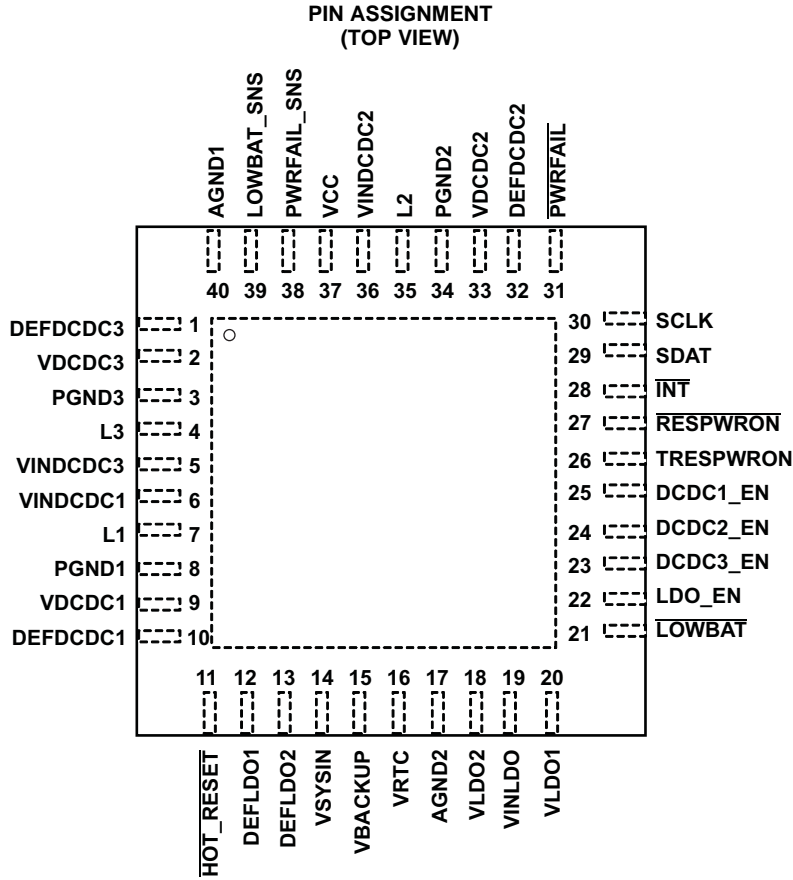 PIN ASSIGNMENT
(TOP VIEW)
AGND1
LOWBAT_SNS
PWRFAIL_SNS
VCC
VINDCDC2
L2
PGND2
VDCDC2
DEFDCDC2
PWRFAIL
40 39 38 37 36 35 34 33 32 31
DEFDCDC3 1
VDCDC3 2
PGND3 3
L3 4
VINDCDC3 5
VINDCDC1 6
L1 7
PGND1 8
VDCDC1 9
DEFDCDC1 10
30 SCLK
29 SDAT
28 INT
27 RESPWRON
26 TRESPWRON
25 DCDC1_EN
24 DCDC2_EN
23 DCDC3_EN
22 LDO_EN
21 LOWBAT
11 12 13 14 15 16 17 18 19 20
HOT_RESET
DEFLDO1
DEFLDO2
VSYSIN
VBACKUP
VRTC
AGND2
VLDO2
VINLDO
VLDO1